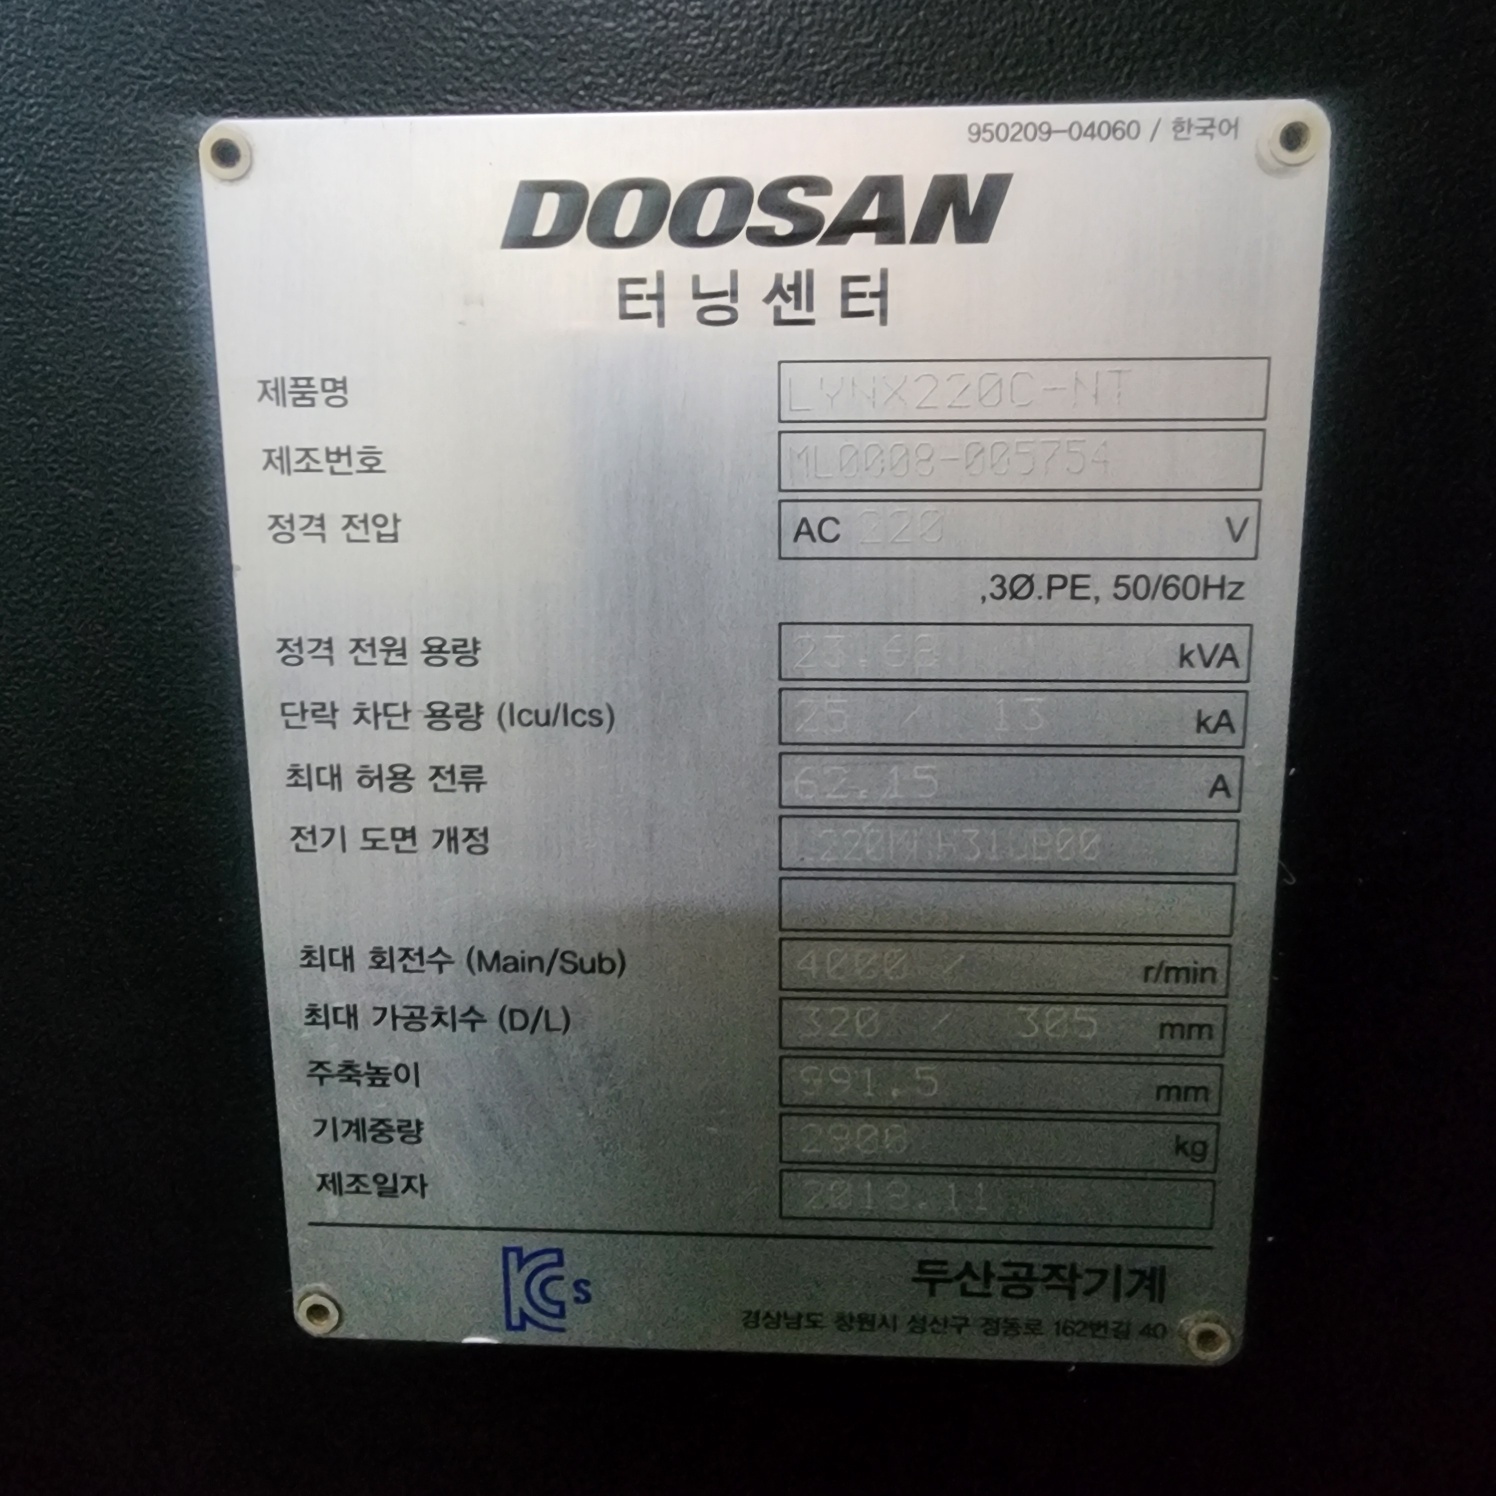 950209-04060 / 한국어
DOOSAN
터닝센터
제품명 LYNX220C-NT
제조번호 ML0008-005754
정격 전압 AC 220 V
,3Ø.PE, 50/60Hz
정격 전원 용량 23.68 kVA
단락 차단 용량 (Icu/Ics) 25 / 13 kA
최대 허용 전류 62.15 A
전기 도면 개정
최대 회전수 (Main/Sub) 4000 / r/min
최대 가공치수 (D/L) 320 / 305 mm
주축높이 991.5 mm
기계중량 2900 kg
제조일자
KCs
두산공작기계
경상남도 창원시 성산구 정동로 162번길 40